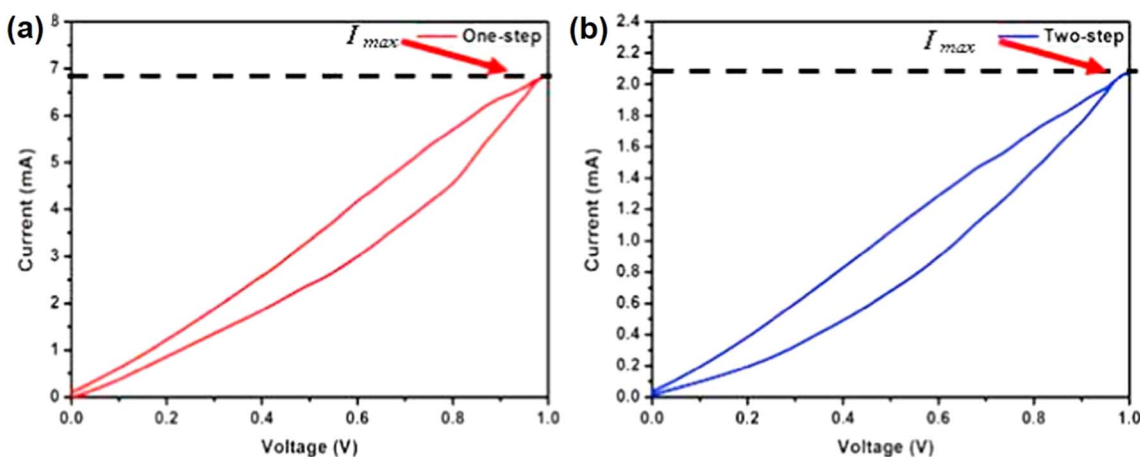 (a)
I max
One-step
8
7
6
5
4
3
2
1
0
0.0 0.2 0.4 0.6 0.8 1.0
Current (mA)
Voltage (V)
(b)
I max
Two-step
2.4
2.2
2.0
1.8
1.6
1.4
1.2
1.0
0.8
0.6
0.4
0.2
0.0
0.0 0.2 0.4 0.6 0.8 1.0
Current (mA)
Voltage (V)